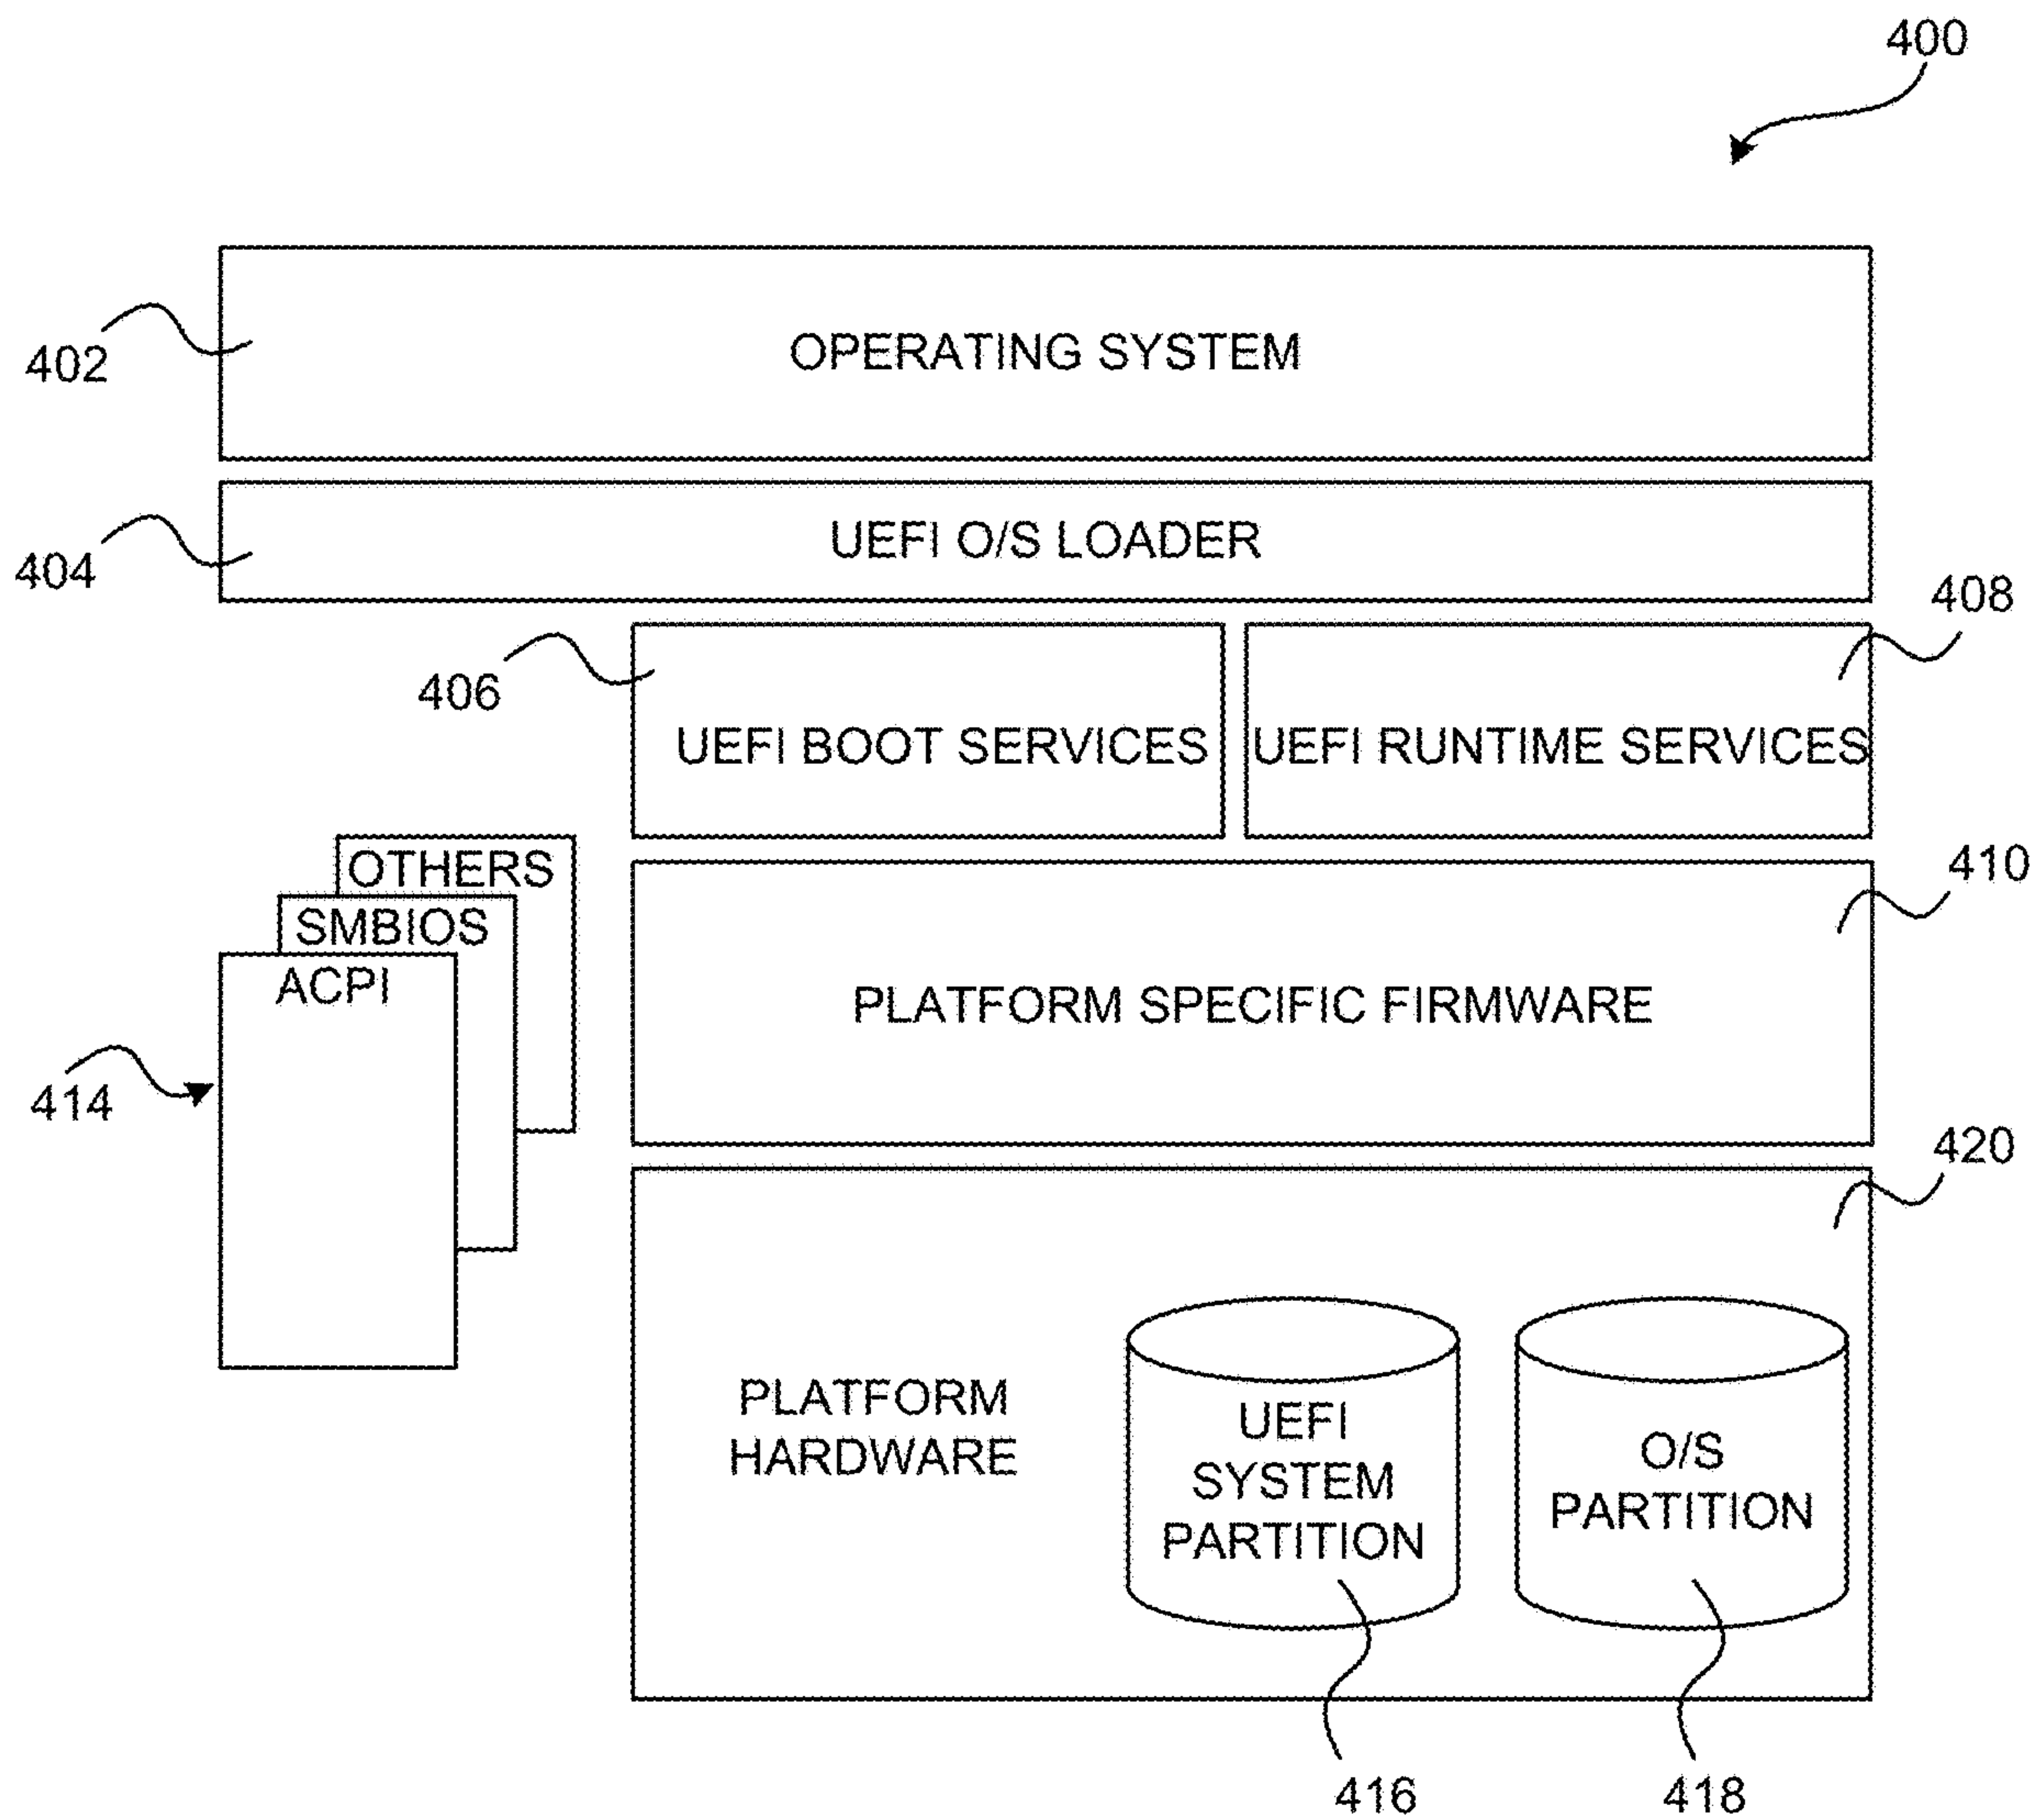 400
OPERATING SYSTEM
402
UEFI O/S LOADER
404
408
406
UEFI BOOT SERVICES
UEFI RUNTIME SERVICES
OTHERS
SMBIOS
ACPI
410
PLATFORM SPECIFIC FIRMWARE
414
420
PLATFORM
HARDWARE
UEFI
SYSTEM
PARTITION
O/S
PARTITION
416
418